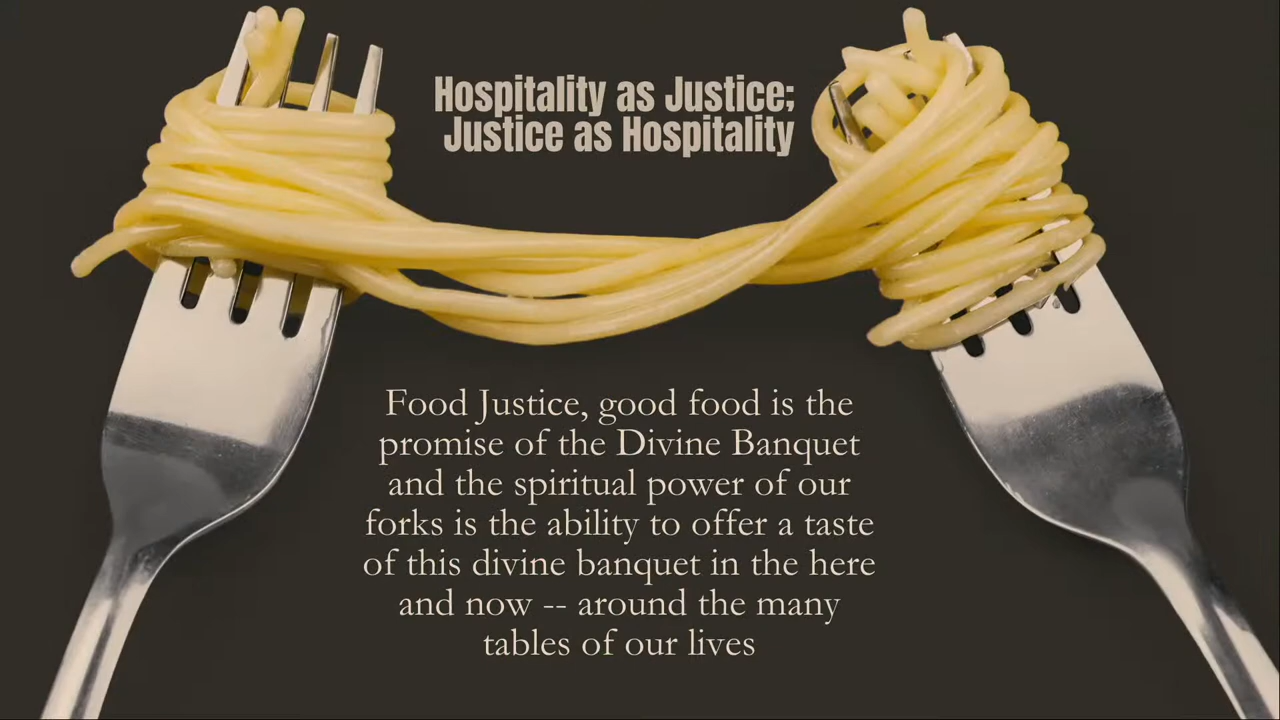 Hospitality as Justice;
Justice as Hospitality
Food Justice, good food is the
promise of the Divine Banquet
and the spiritual power of our
forks is the ability to offer a taste
of this divine banquet in the here
and now -- around the many
tables of our lives